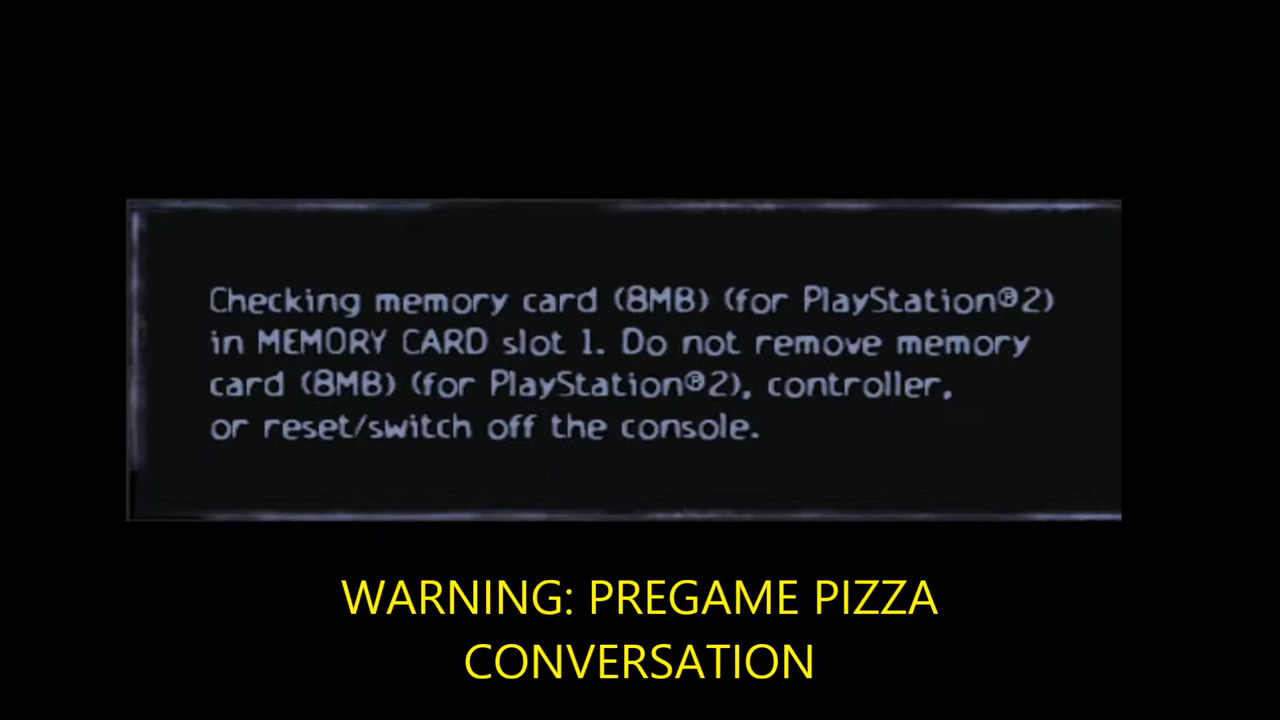 Checking memory card (8MB) (for PlayStation®2)
in MEMORY CARD slot 1. Do not remove memory
card (8MB) (for PlayStation®2), controller,
or reset/switch off the console.
WARNING: PREGAME PIZZA
CONVERSATION